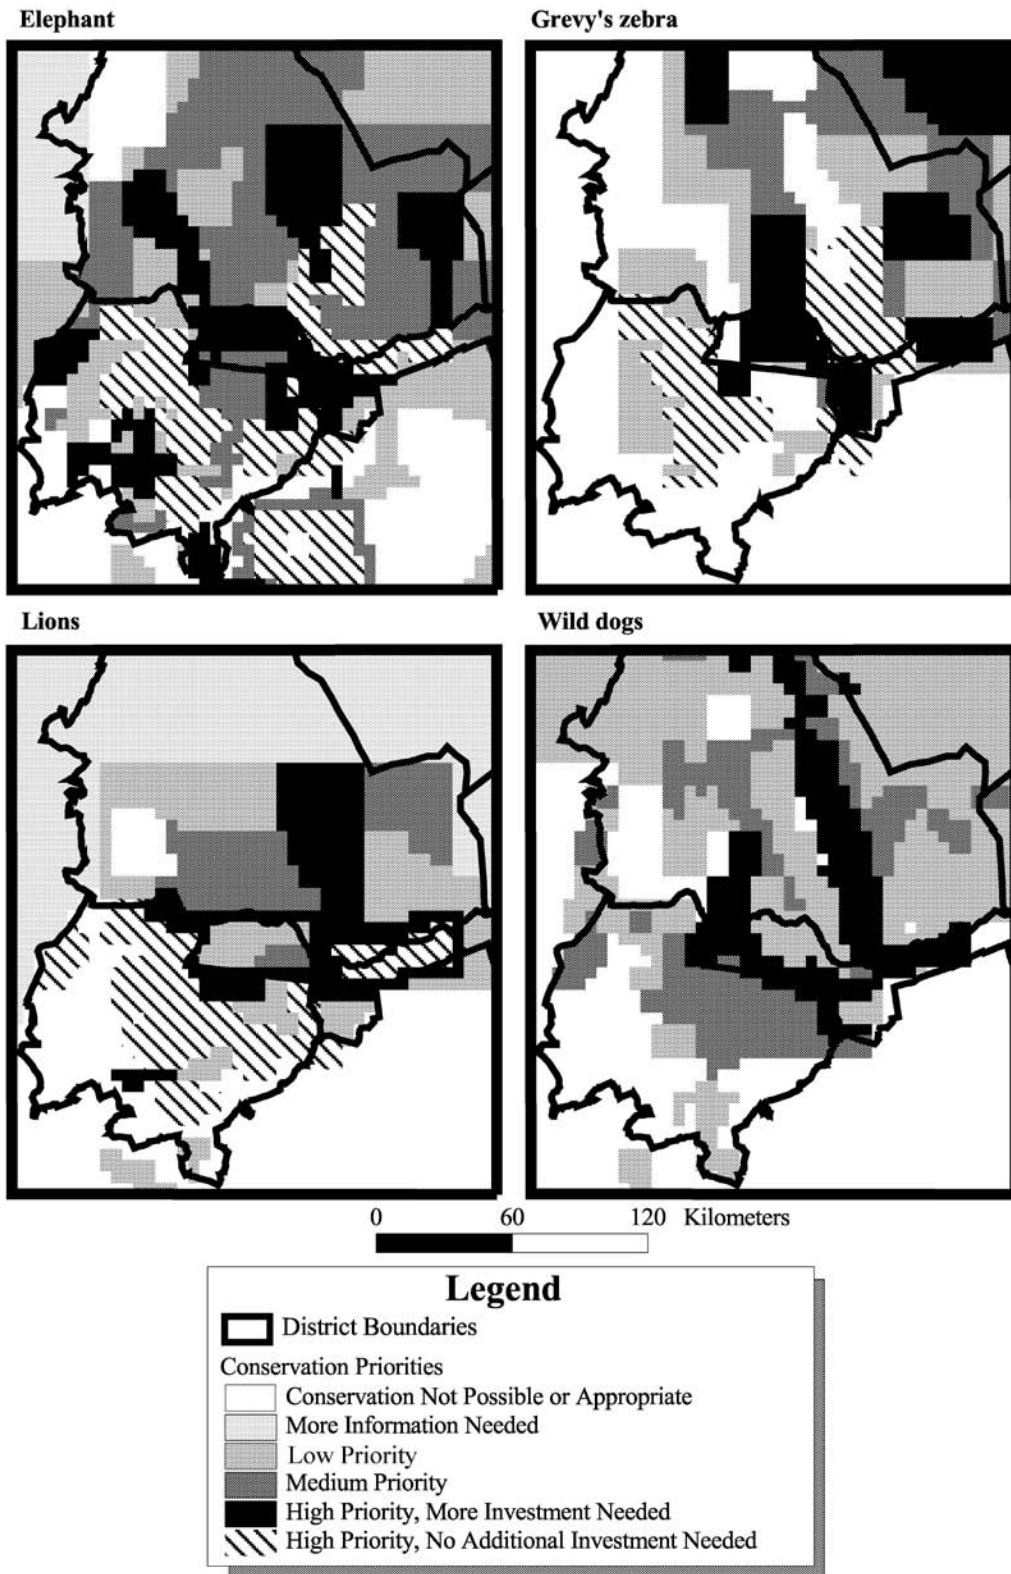 Elephant
Grevy's zebra
Lions
Wild dogs
0 60 120 Kilometers
Legend
District Boundaries
Conservation Priorities
Conservation Not Possible or Appropriate
More Information Needed
Low Priority
Medium Priority
High Priority, More Investment Needed
High Priority, No Additional Investment Needed